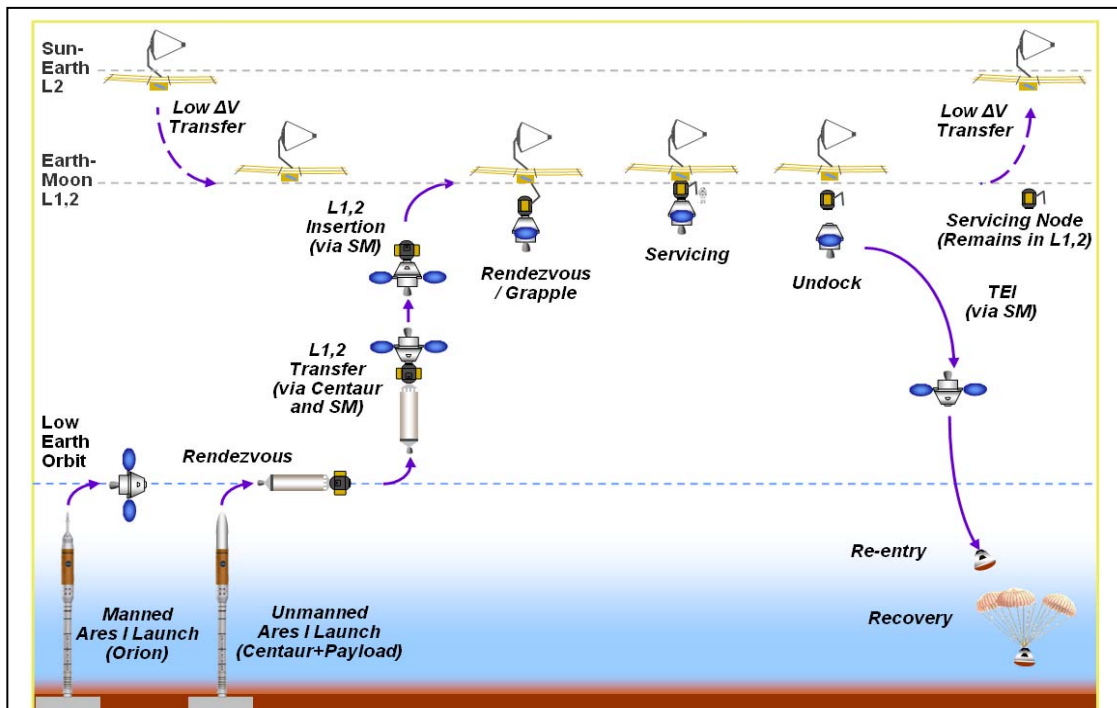 Sun-
Earth
L2
Low ΔV
Transfer
Low ΔV
Transfer
Earth-
Moon
L1,2
L1,2
Insertion
(via SM)
Rendezvous
/ Grapple
Servicing
Undock
Servicing Node
(Remains in L1,2)
TEI
(via SM)
L1,2
Transfer
(via Centaur
and SM)
Low
Earth
Orbit
Rendezvous
Re-entry
Recovery
Manned
Ares I Launch
(Orion)
Unmanned
Ares I Launch
(Centaur+Payload)